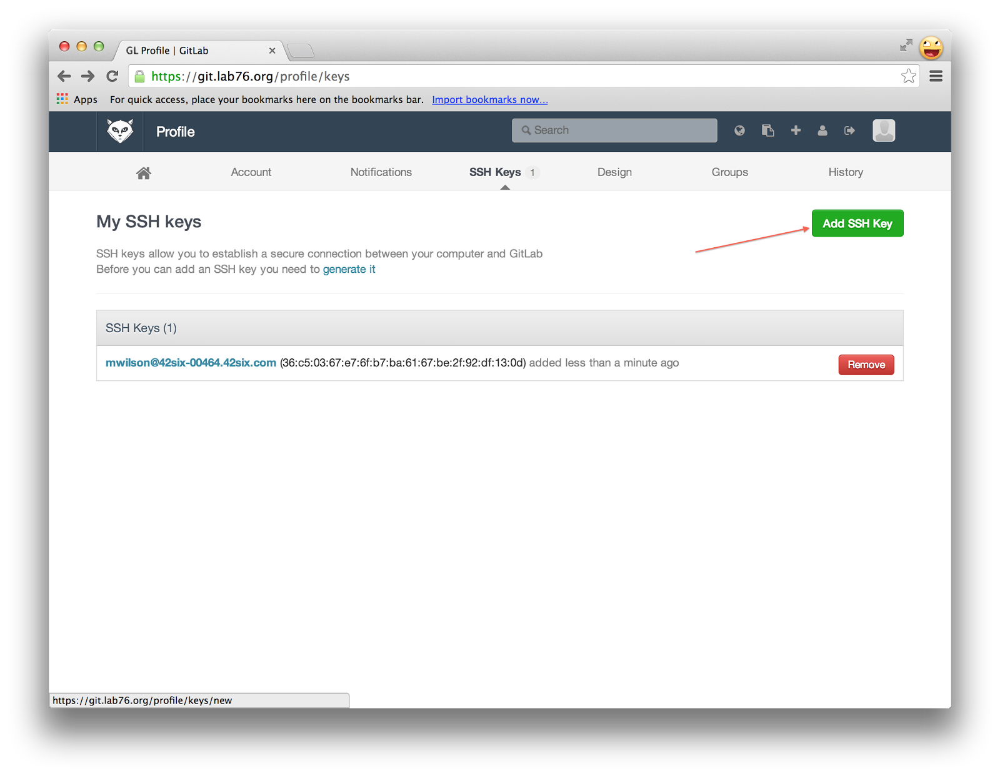 GL Profile | GitLab
https://git.lab76.org/profile/keys
Apps For quick access, place your bookmarks here on the bookmarks bar. Import bookmarks now...
Profile Search
Account Notifications SSH Keys 1 Design Groups History
My SSH keys Add SSH Key
SSH keys allow you to establish a secure connection between your computer and GitLab
Before you can add an SSH key you need to generate it
SSH Keys (1)
mwilson@42six-00464.42six.com (36:c5:03:67:e7:6f:b7:ba:61:67:be:2f:92:df:13:0d) added less than a minute ago Remove
https://git.lab76.org/profile/keys/new